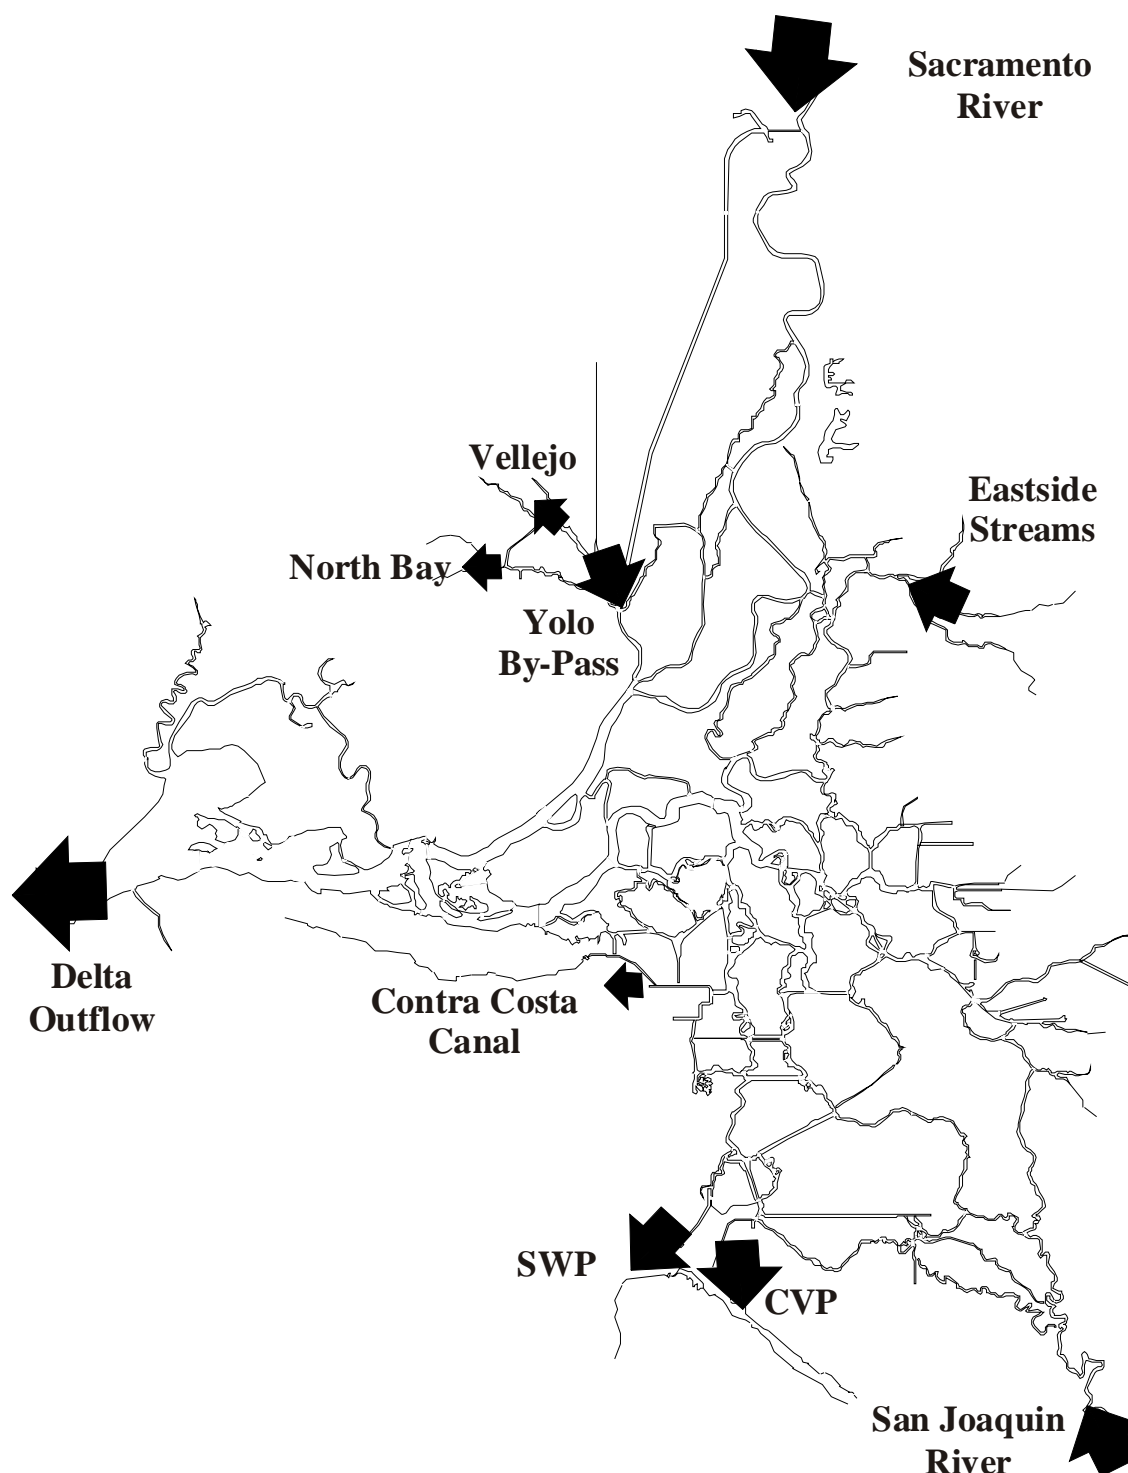 Sacramento
River
Vellejo
Eastside
Streams
North Bay
Yolo
By-Pass
Delta
Outflow
Contra Costa
Canal
SWP
CVP
San Joaquin
River